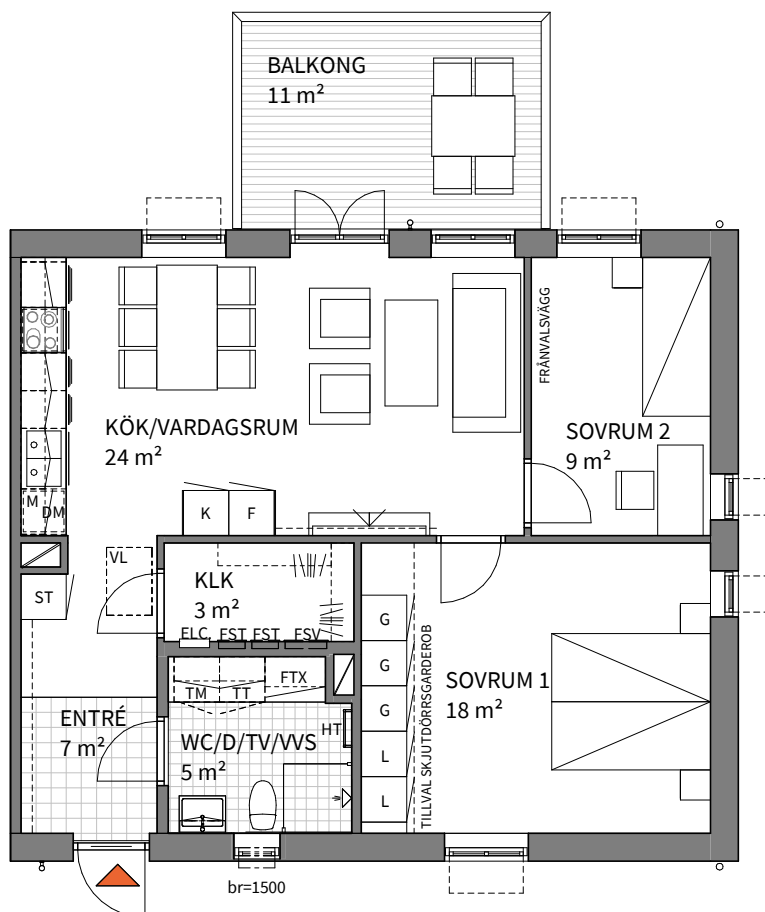 BALKONG
11 m²
FRÅNVALSVÄGG
KÖK/VARDAGSRUM
24 m²
SOVRUM 2
9 m²
M
DM
K
F
VL
ST
KLK
3 m²
ELC
FST
FST
FSV
TM
TT
FTX
G
G
G
L
L
TILLVAL SKJUTDÖRRSGARDEROB
SOVRUM 1
18 m²
ENTRÉ
7 m²
WC/D/TV/VVS
5 m²
HT
br=1500